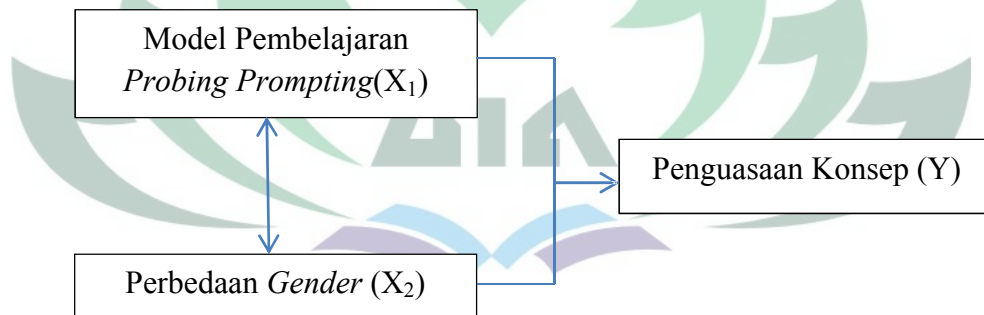 Model Pembelajaran
Probing Prompting(X₁)
Penguasaan Konsep (Y)
Perbedaan Gender (X₂)